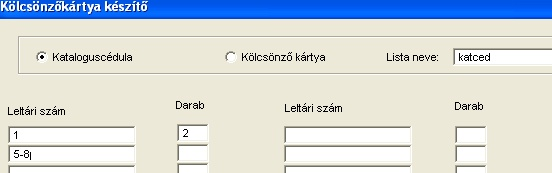 Kölcsönzőkártya készítő
Kataloguscédula Kölcsönző kártya Lista neve: katced
Leltári szám Darab Leltári szám Darab
1 2
5-8